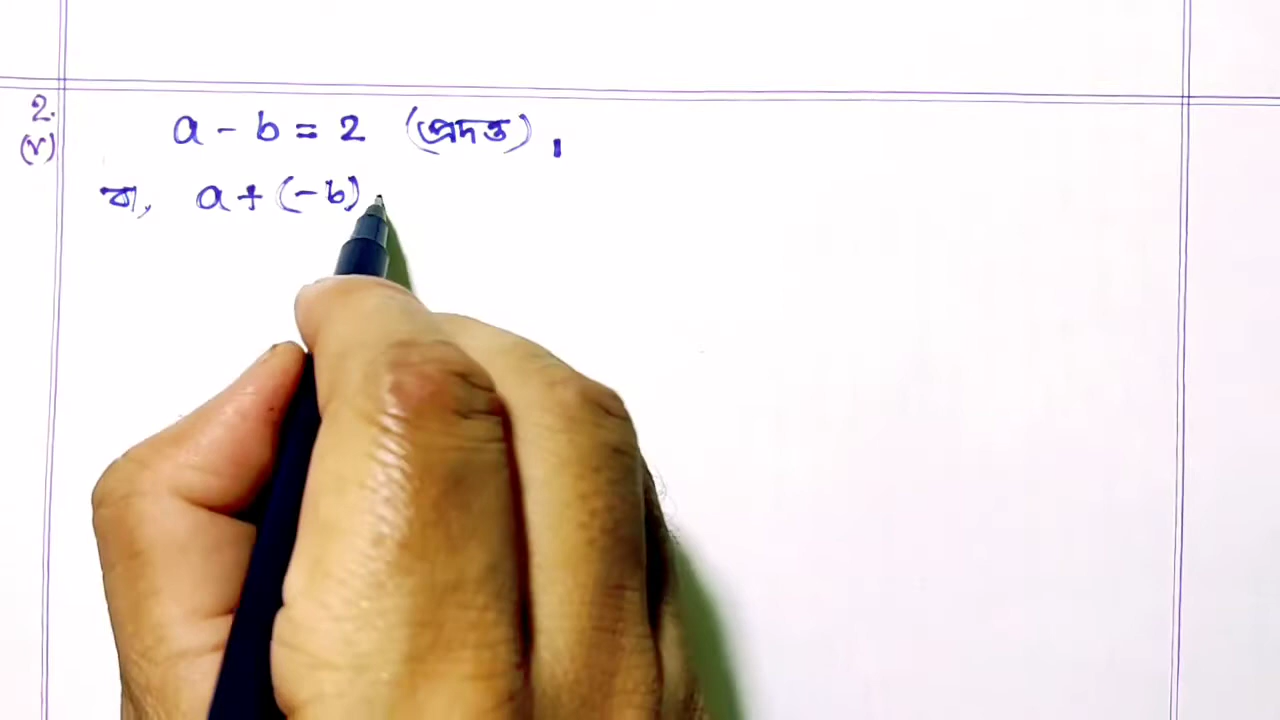 2.
(v)
a - b = 2 (প্রদত্ত) ,
বা, a + (-b)